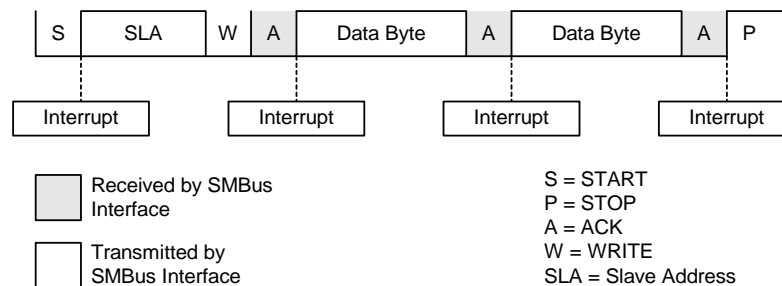 S SLA W A Data Byte A Data Byte A P
Interrupt Interrupt Interrupt Interrupt
Received by SMBus
Interface
Transmitted by
SMBus Interface
S = START
P = STOP
A = ACK
W = WRITE
SLA = Slave Address